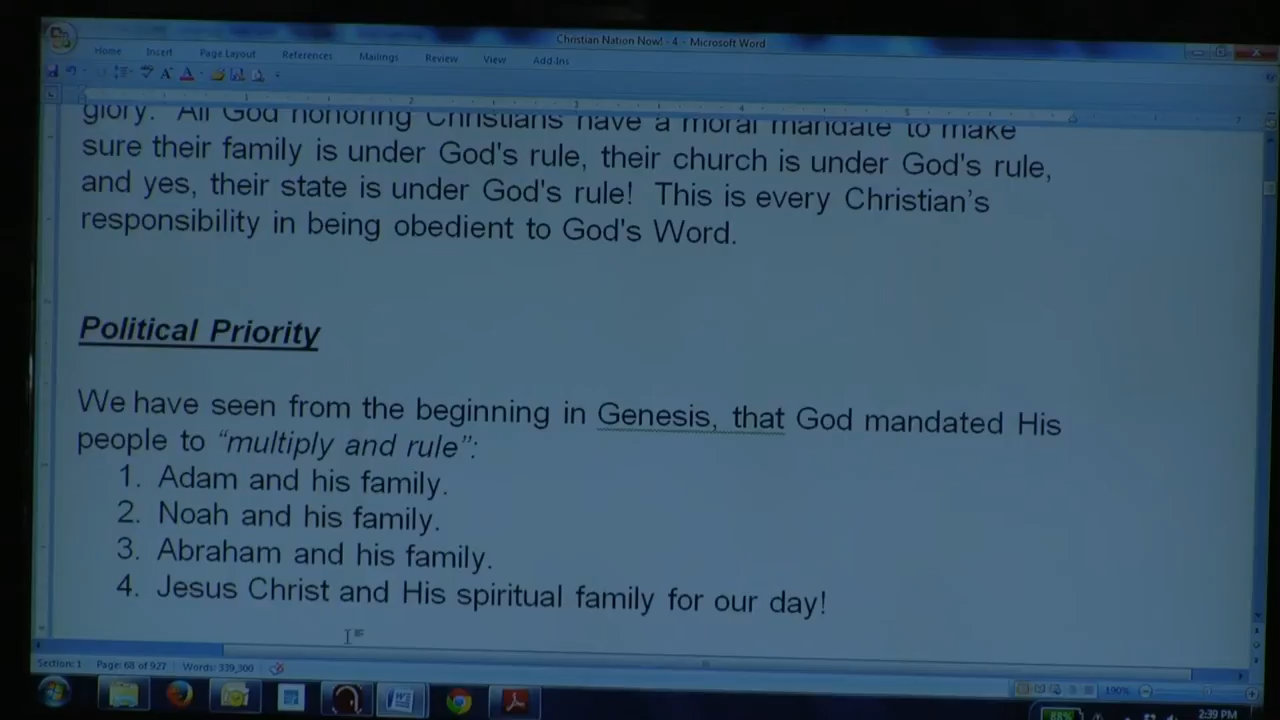 Christian Nation Now! - 4 - Microsoft Word
Home Insert Page Layout References Mailings Review View Add-Ins
glory. All God honoring Christians have a moral mandate to make
sure their family is under God's rule, their church is under God's rule,
and yes, their state is under God's rule! This is every Christian's
responsibility in being obedient to God's Word.
Political Priority
We have seen from the beginning in Genesis, that God mandated His
people to “multiply and rule”:
1. Adam and his family.
2. Noah and his family.
3. Abraham and his family.
4. Jesus Christ and His spiritual family for our day!
Section: 1 Page: 68 of 927 Words: 339,300 190%
88% 2:39 PM